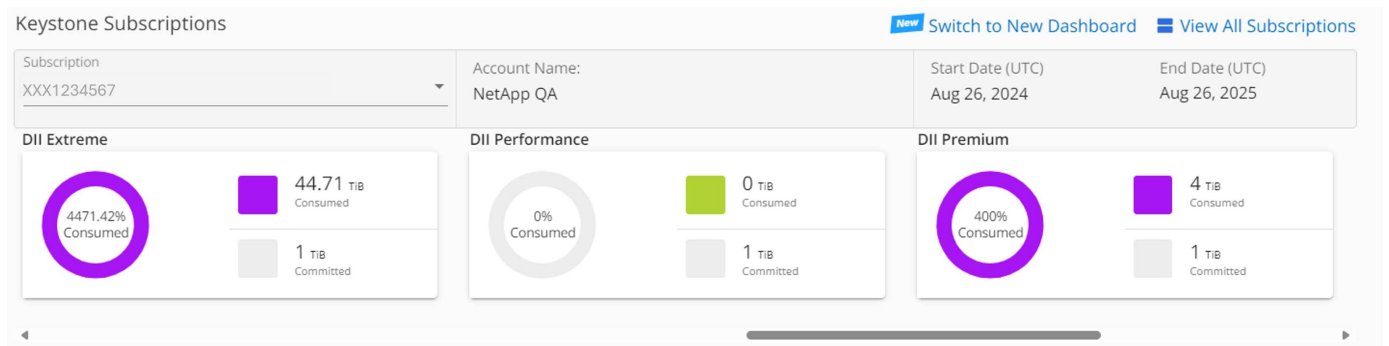 Keystone Subscriptions
New Switch to New Dashboard
View All Subscriptions
Subscription
XXX1234567
Account Name:
NetApp QA
Start Date (UTC)
Aug 26, 2024
End Date (UTC)
Aug 26, 2025
DII Extreme
4471.42%
Consumed
44.71 TiB
Consumed
1 TiB
Committed
DII Performance
0%
Consumed
0 TiB
Consumed
1 TiB
Committed
DII Premium
400%
Consumed
4 TiB
Consumed
1 TiB
Committed